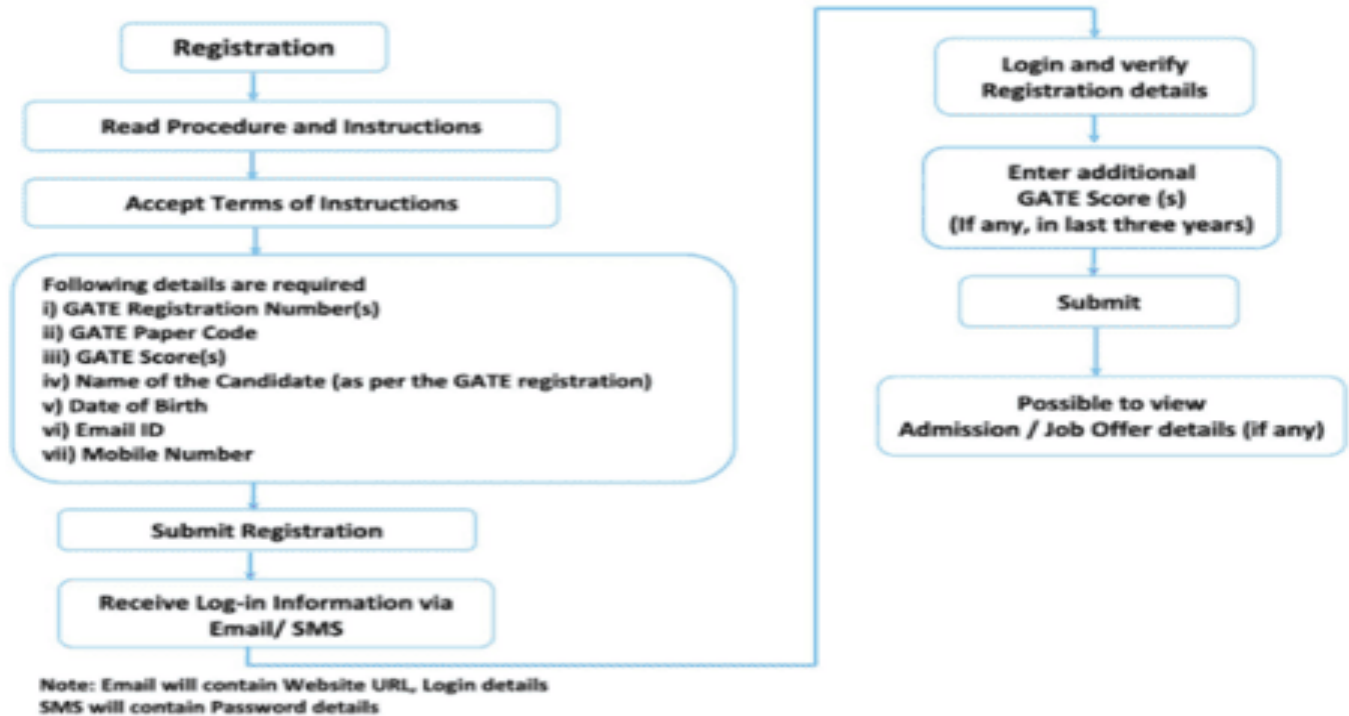 Registration
Read Procedure and Instructions
Accept Terms of Instructions
Following details are required
i) GATE Registration Number(s)
ii) GATE Paper Code
iii) GATE Score(s)
iv) Name of the Candidate (as per the GATE registration)
v) Date of Birth
vi) Email ID
vii) Mobile Number
Submit Registration
Receive Log-in Information via
Email/ SMS
Note: Email will contain Website URL, Login details
SMS will contain Password details
Login and verify
Registration details
Enter additional
GATE Score (s)
(If any, in last three years)
Submit
Possible to view
Admission / Job Offer details (if any)